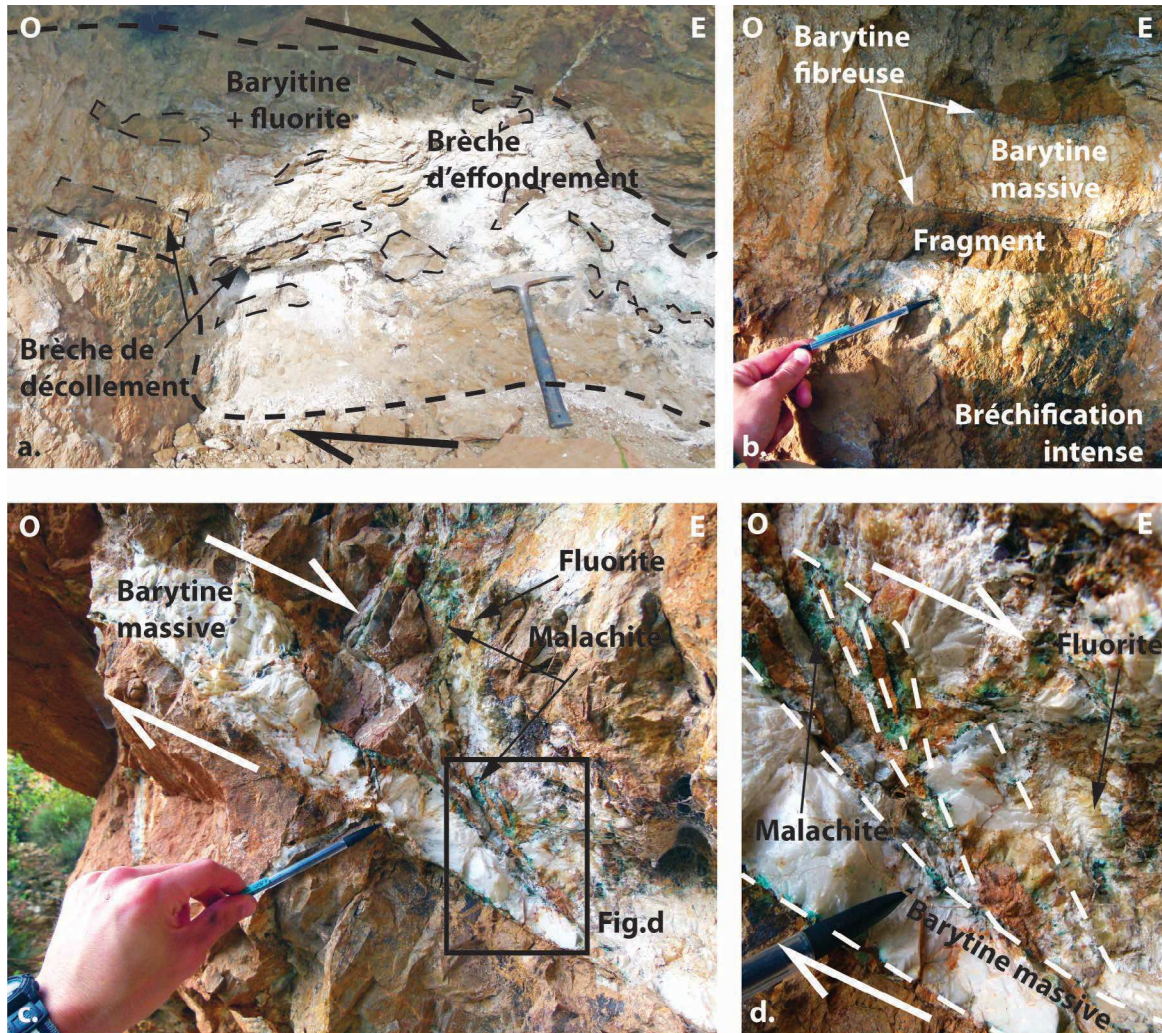 O
E
Baryitine
+ fluorite
Brèche
d'effondrement
Brèche de
décollement
a.
O
E
Barytine
fibreuse
Barytine
massive
Fragment
Bréchification
intense
b.
O
E
Barytine
massive
Fluorite
Malachite
Fig.d
c.
O
E
Fluorite
Malachite
Barytine massive
d.